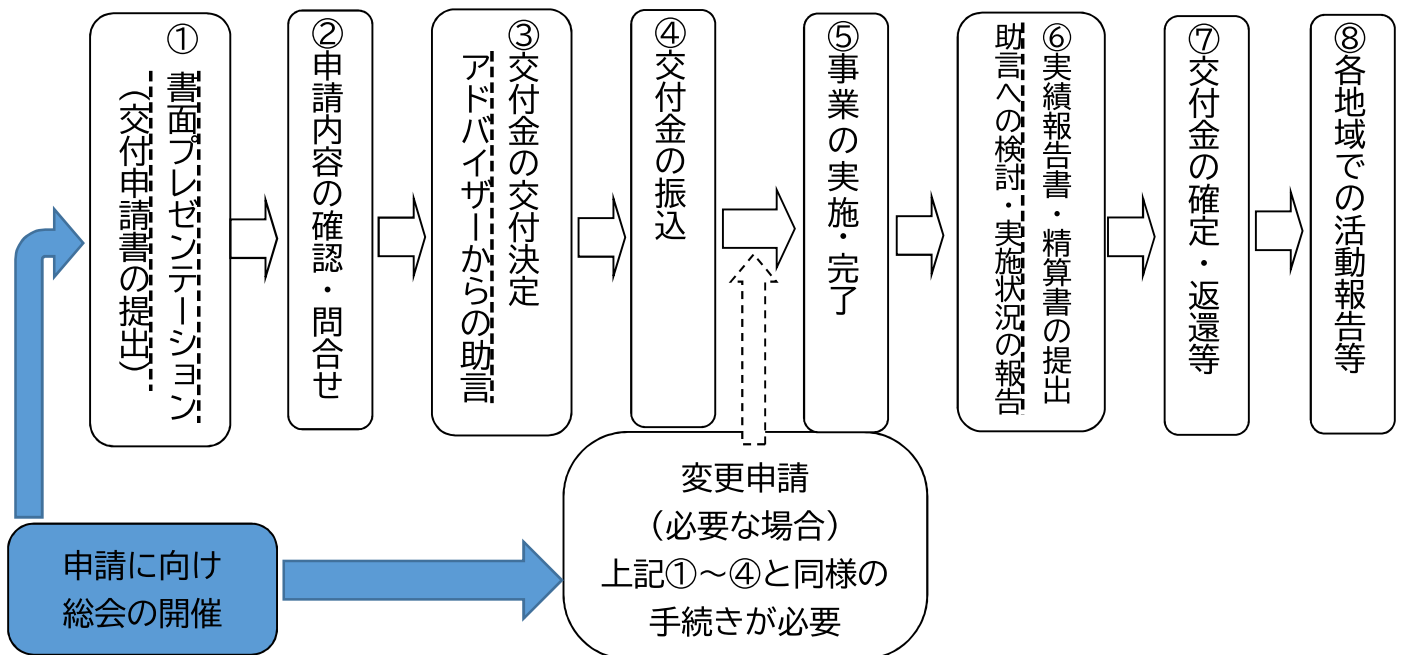 ①書面プレゼンテーション
（交付申請書の提出）
②申請内容の確認・問合せ
③交付金の交付決定
アドバイザーからの助言
④交付金の振込
⑤事業の実施・完了
⑥実績報告書・精算書の提出
助言への検討・実施状況の報告
⑦交付金の確定・返還等
⑧各地域での活動報告等
変更申請
（必要な場合）
上記①～④と同様の
手続きが必要
申請に向け
総会の開催